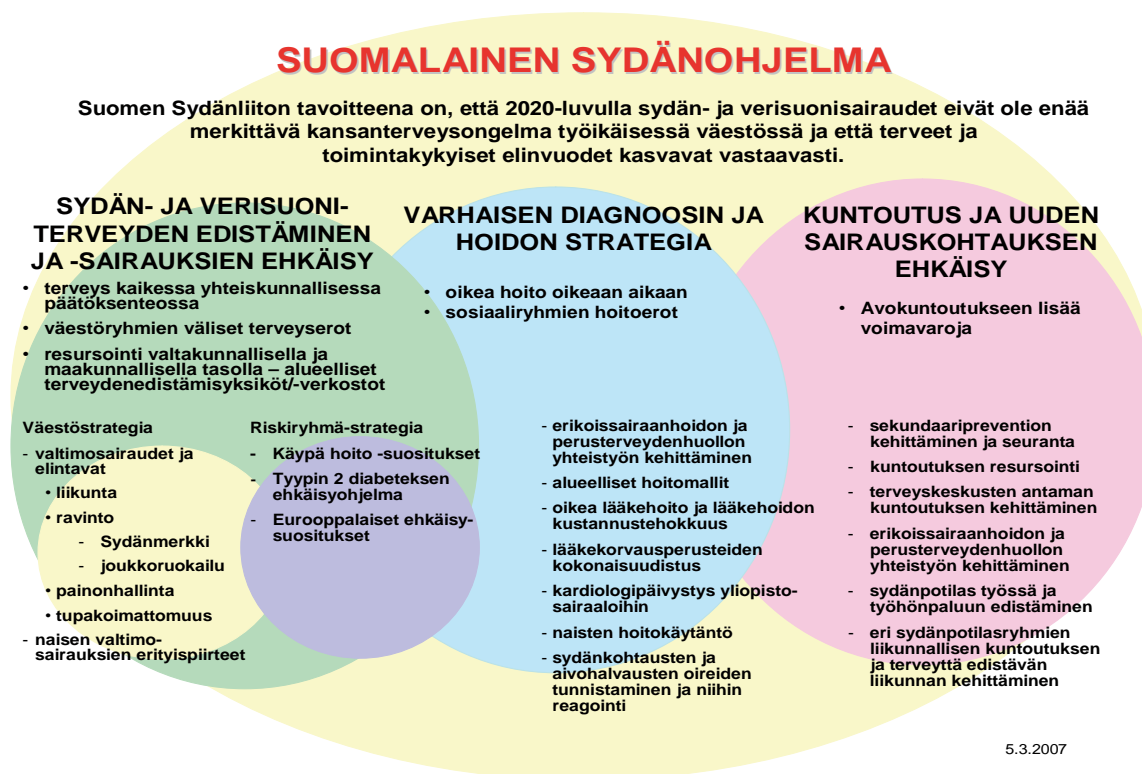 SUOMALAINEN SYDÄNOHJELMA
Suomen Sydänliiton tavoitteena on, että 2020-luvulla sydän- ja verisuonisairaudet eivät ole enää
merkittävä kansanterveysongelma työikäisessä väestössä ja että terveet ja
toimintakykyiset elinvuodet kasvavat vastaavasti.
SYDÄN- JA VERISUONI-
TERVEYDEN EDISTÄMINEN
JA -SAIRAUKSIEN EHKÄISY
• terveys kaikessa yhteiskunnallisessa
päätöksenteossa
• väestöryhmien väliset terveyserot
• resursointi valtakunnallisella ja
maakunnallisella tasolla – alueelliset
terveydenedistämisyksiköt/-verkostot
Väestöstrategia
- valtimosairaudet ja
elintavat
• liikunta
• ravinto
- Sydänmerkki
- joukkoruokailu
• painonhallinta
• tupakoimattomuus
- naisen valtimo-
sairauksien erityispiirteet
Riskiryhmä-strategia
- Käypä hoito -suositukset
- Tyypin 2 diabeteksen
ehkäisyohjelma
- Eurooppalaiset ehkäisy-
suositukset
VARHAISEN DIAGNOOSIN JA
HOIDON STRATEGIA
• oikea hoito oikeaan aikaan
• sosiaaliryhmien hoitoerot
- erikoissairaanhoidon ja
perusterveydenhuollon
yhteistyön kehittäminen
- alueelliset hoitomallit
- oikea lääkehoito ja lääkehoidon
kustannustehokkuus
- lääkekorvausperusteiden
kokonaisuudistus
- kardiologipäivystys yliopisto-
sairaaloihin
- naisten hoitokäytäntö
- sydänkohtausten ja
aivohalvausten oireiden
tunnistaminen ja niihin
reagointi
KUNTOUTUS JA UUDEN
SAIRAUSKOHTAUKSEN
EHKÄISY
• Avokuntoutukseen lisää
voimavaroja
- sekundaariprevention
kehittäminen ja seuranta
- kuntoutuksen resursointi
- terveyskeskusten antaman
kuntoutuksen kehittäminen
- erikoissairaanhoidon ja
perusterveydenhuollon
yhteistyön kehittäminen
- sydänpotilas työssä ja
työhönpaluun edistäminen
- eri sydänpotilasryhmien
liikunnallisen kuntoutuksen
ja terveyttä edistävän
liikunnan kehittäminen
5.3.2007